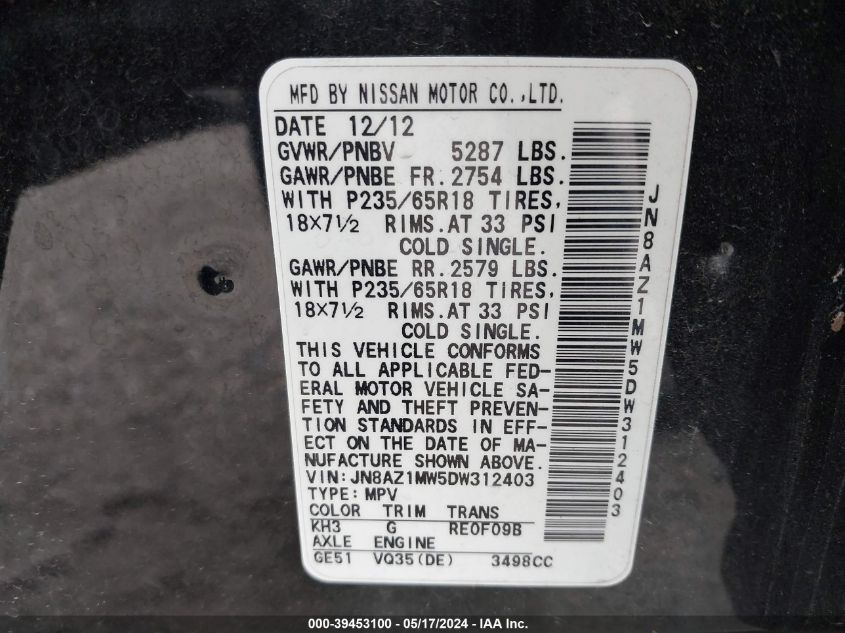 MFD BY NISSAN MOTOR CO.,LTD.
DATE 12/12
GVWR/PNBV 5287 LBS.
GAWR/PNBE FR. 2754 LBS.
WITH P235/65R18 TIRES,
18×7½ RIMS.AT 33 PSI
COLD SINGLE.
GAWR/PNBE RR. 2579 LBS.
WITH P235/65R18 TIRES,
18×7½ RIMS.AT 33 PSI
COLD SINGLE.
THIS VEHICLE CONFORMS
TO ALL APPLICABLE FED-
ERAL MOTOR VEHICLE SA-
FETY AND THEFT PREVEN-
TION STANDARDS IN EFF-
ECT ON THE DATE OF MA-
NUFACTURE SHOWN ABOVE.
VIN:JN8AZ1MW5DW312403
TYPE:MPV
COLOR TRIM TRANS
KH3 G RE0F09B
AXLE ENGINE
GE51 VQ35(DE) 3498CC
JN8AZ1MW5DW312403
000-39453100 - 05/17/2024 - IAA Inc.